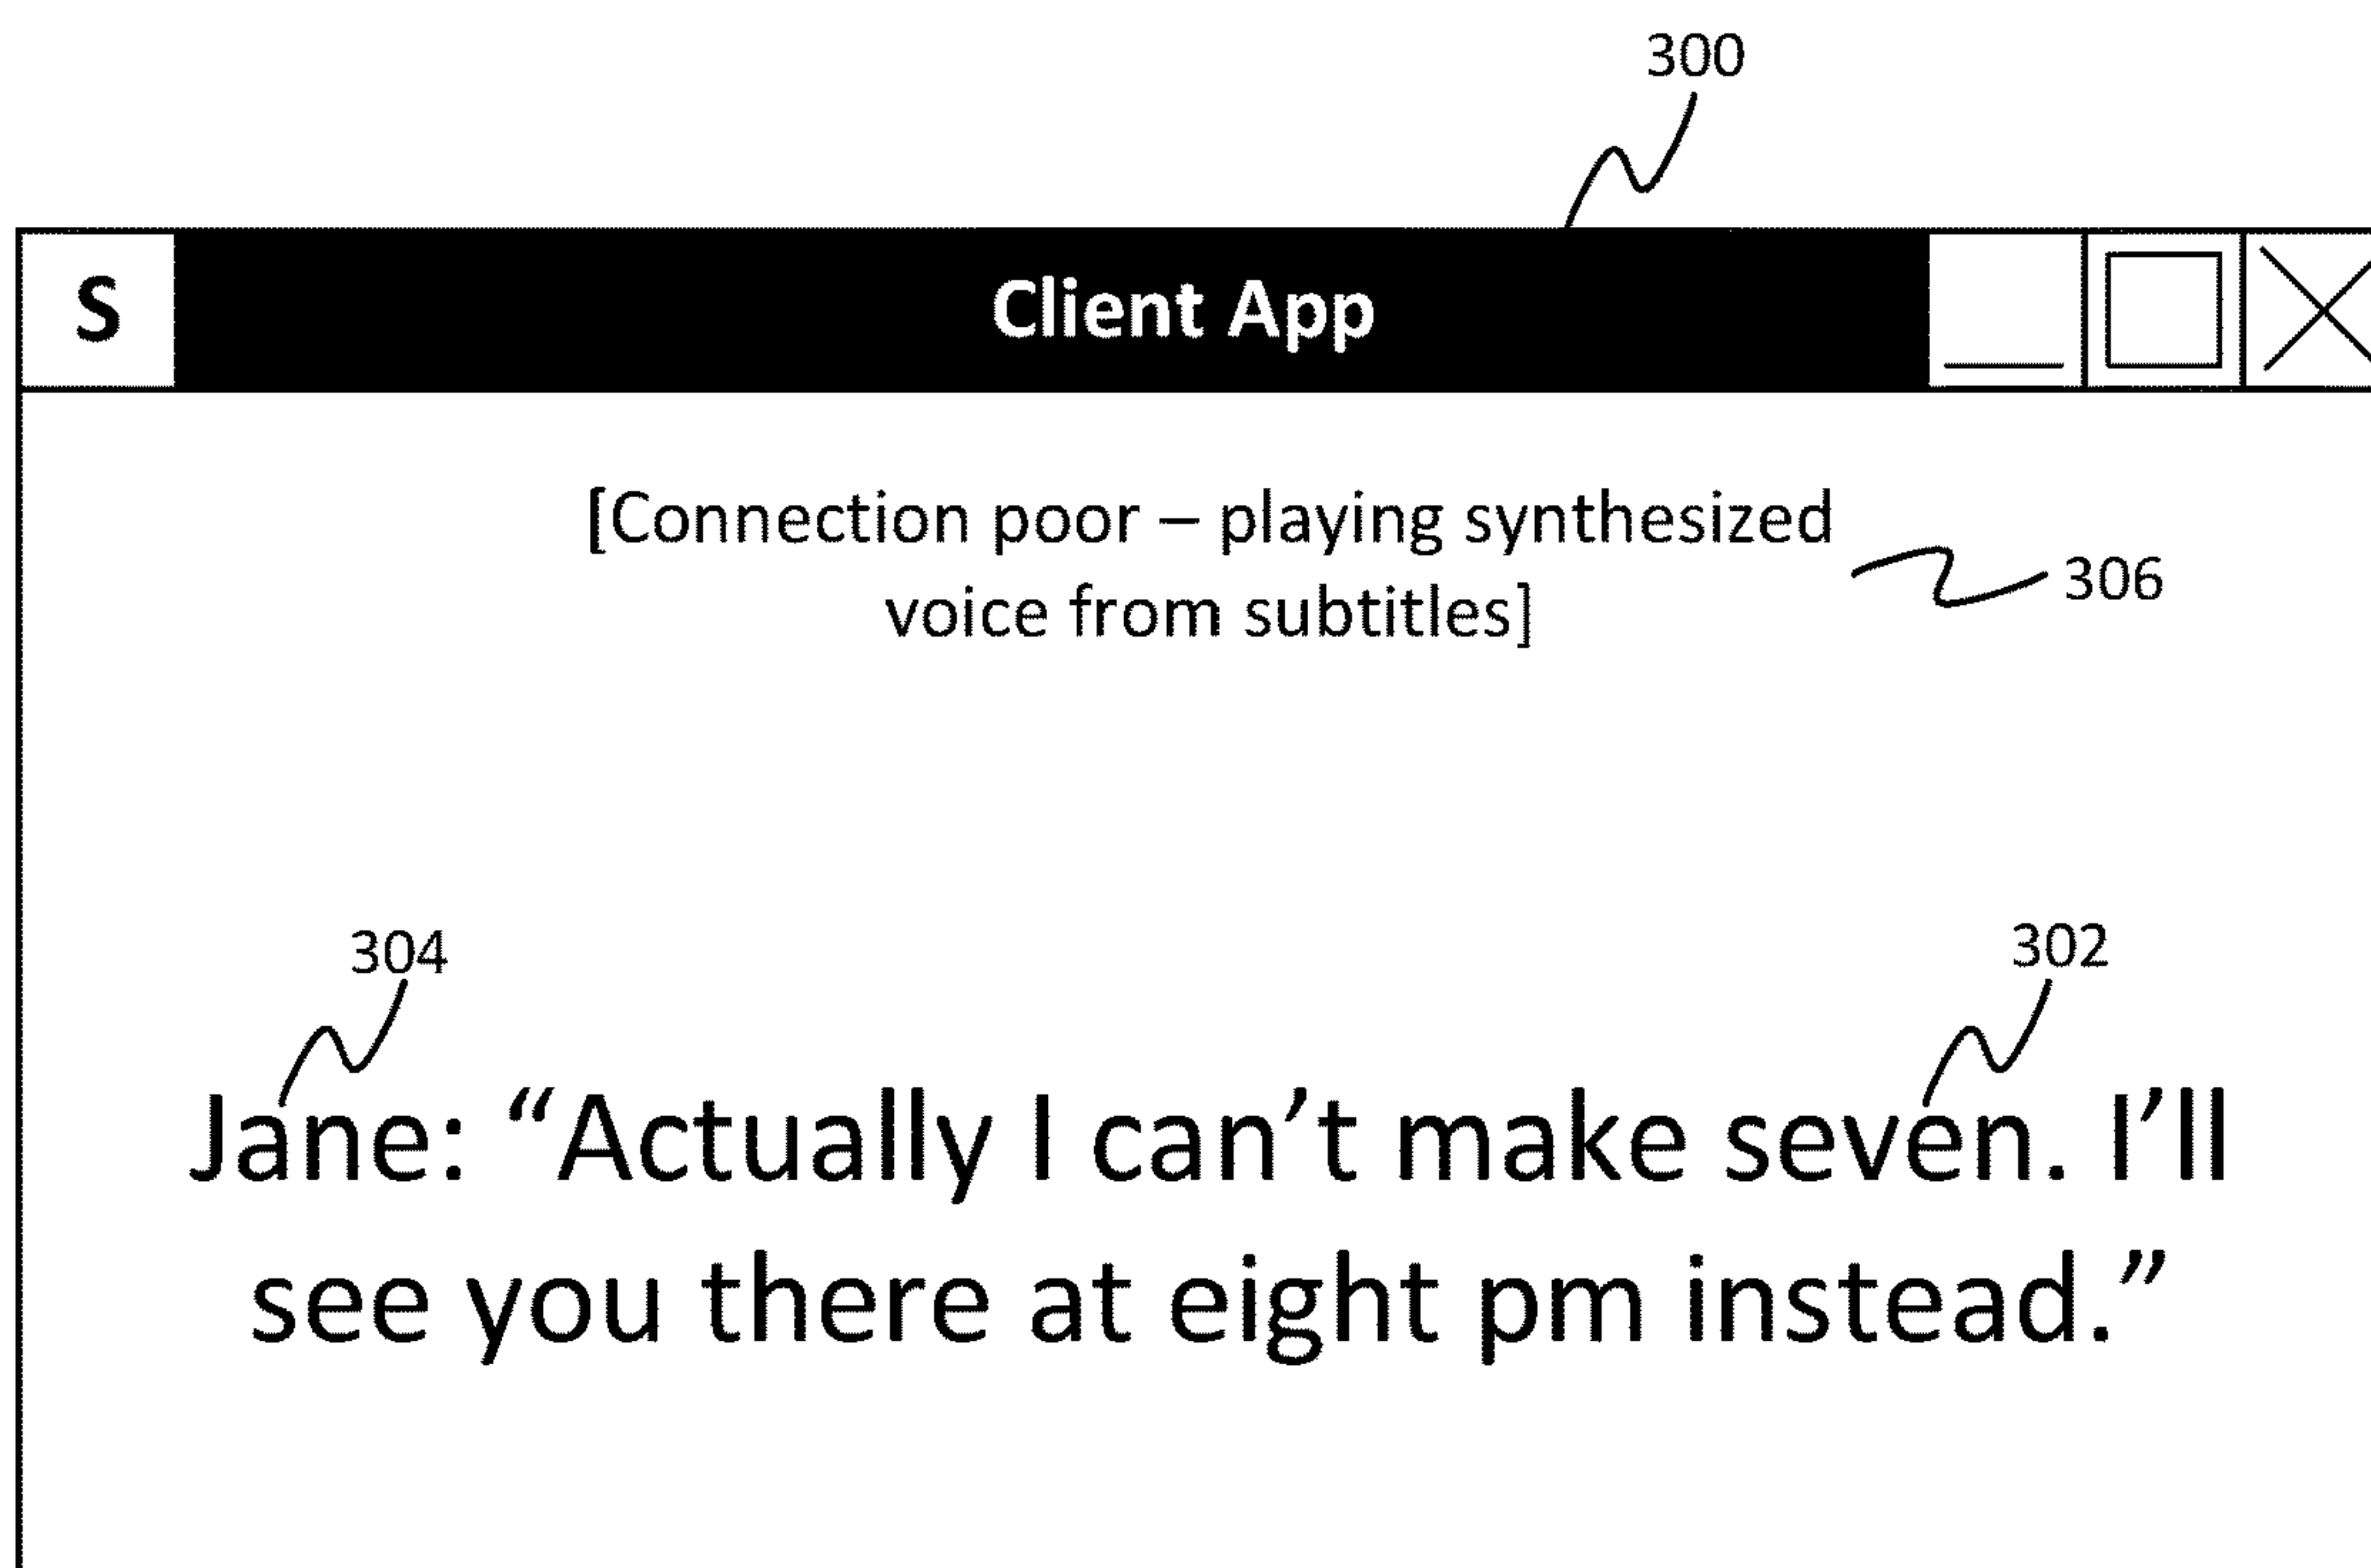 300
S Client App
[Connection poor – playing synthesized
voice from subtitles]
306
304
302
Jane: “Actually I can’t make seven. I’ll
see you there at eight pm instead.”